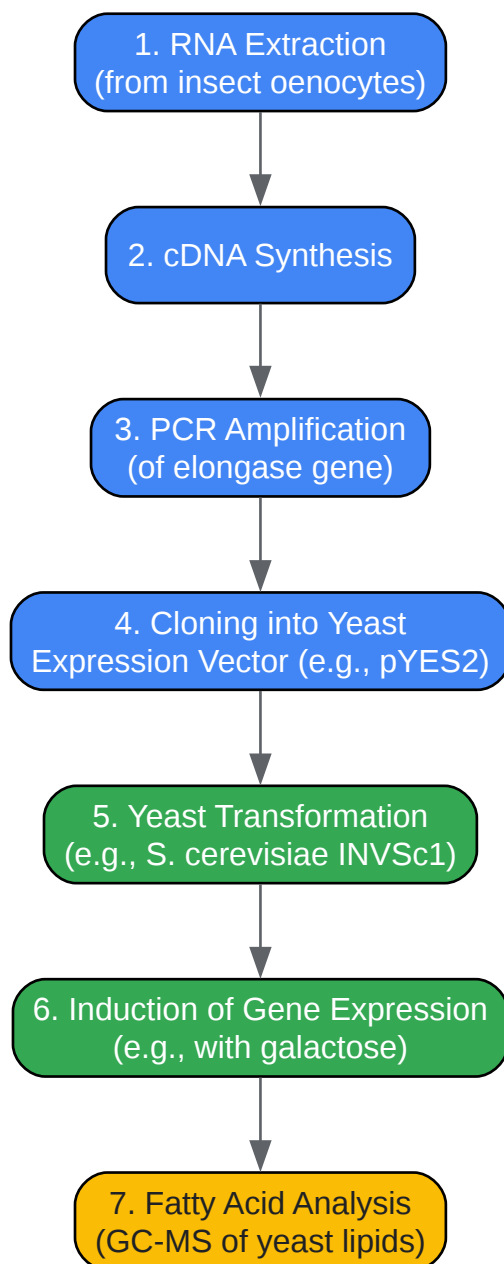 1. RNA Extraction
(from insect oenocytes)
2. cDNA Synthesis
3. PCR Amplification
(of elongase gene)
4. Cloning into Yeast
Expression Vector (e.g., pYES2)
5. Yeast Transformation
(e.g., S. cerevisiae INVSc1)
6. Induction of Gene Expression
(e.g., with galactose)
7. Fatty Acid Analysis
(GC-MS of yeast lipids)